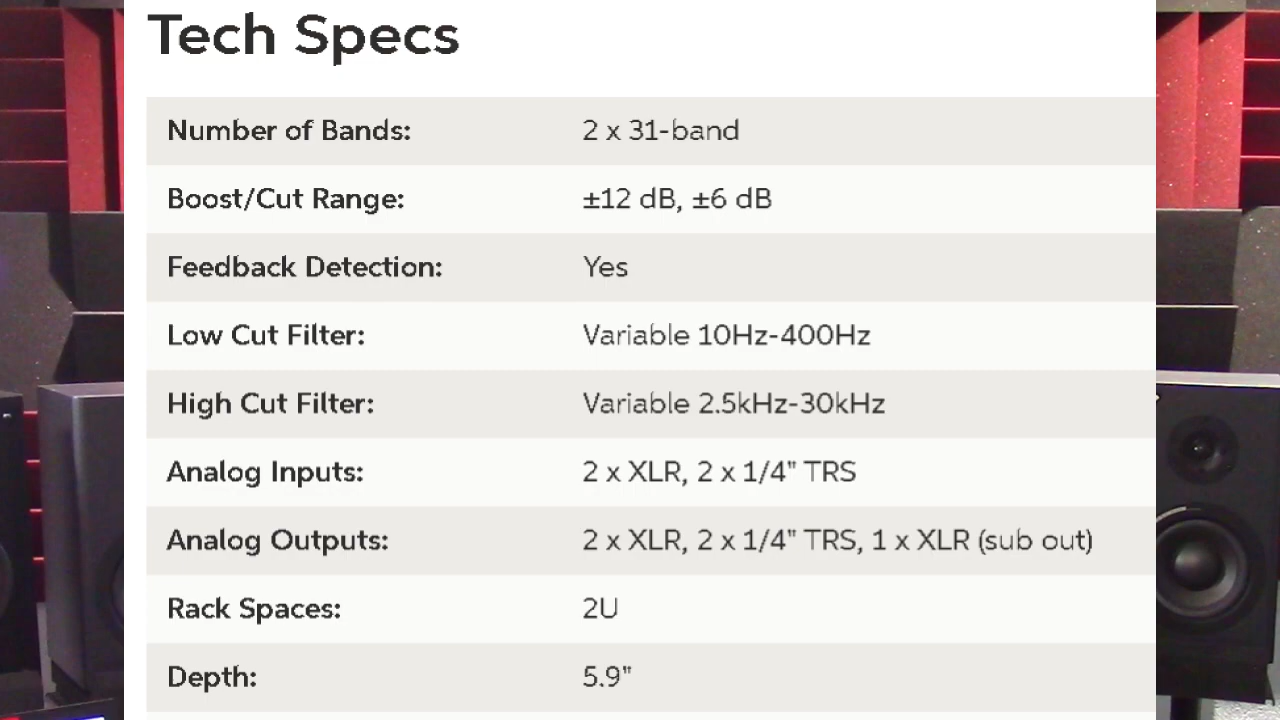 Tech Specs
Number of Bands: 2 x 31-band
Boost/Cut Range: ±12 dB, ±6 dB
Feedback Detection: Yes
Low Cut Filter: Variable 10Hz-400Hz
High Cut Filter: Variable 2.5kHz-30kHz
Analog Inputs: 2 x XLR, 2 x 1/4" TRS
Analog Outputs: 2 x XLR, 2 x 1/4" TRS, 1 x XLR (sub out)
Rack Spaces: 2U
Depth: 5.9"